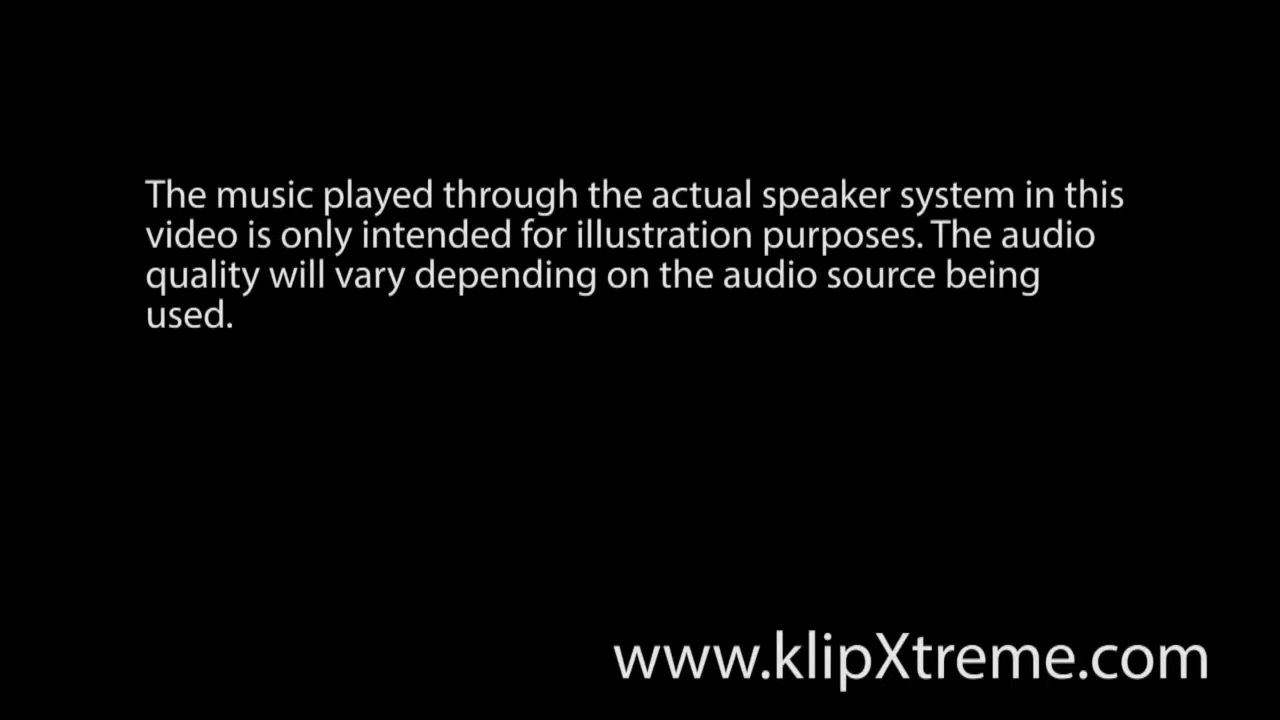 The music played through the actual speaker system in this
video is only intended for illustration purposes. The audio
quality will vary depending on the audio source being
used.
www.klipXtreme.com